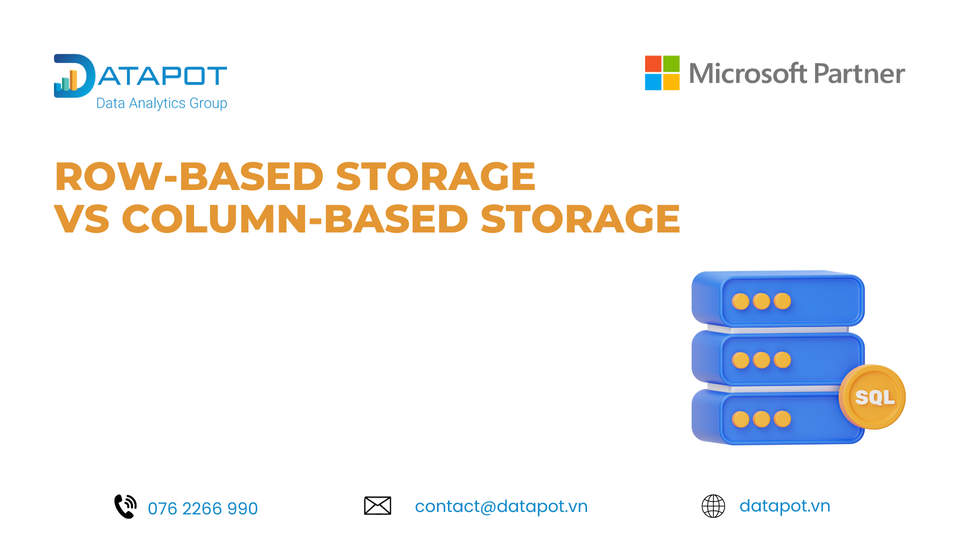 DATAPOT
Data Analytics Group
Microsoft Partner
ROW-BASED STORAGE
VS COLUMN-BASED STORAGE
SQL
076 2266 990
contact@datapot.vn
datapot.vn